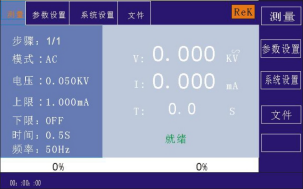 测量 参数设置 系统设置 文件 ReK 测量
步骤: 1/1
模式: AC
电压: 0.050KV
上限: 1.000mA
下限: OFF
时间: 0.5S
频率: 50Hz
V: 0.000 KV
I: 0.000 mA
T: 0.0 S
就绪
参数设置
系统设置
文件
0% 0%
00: 00: 00